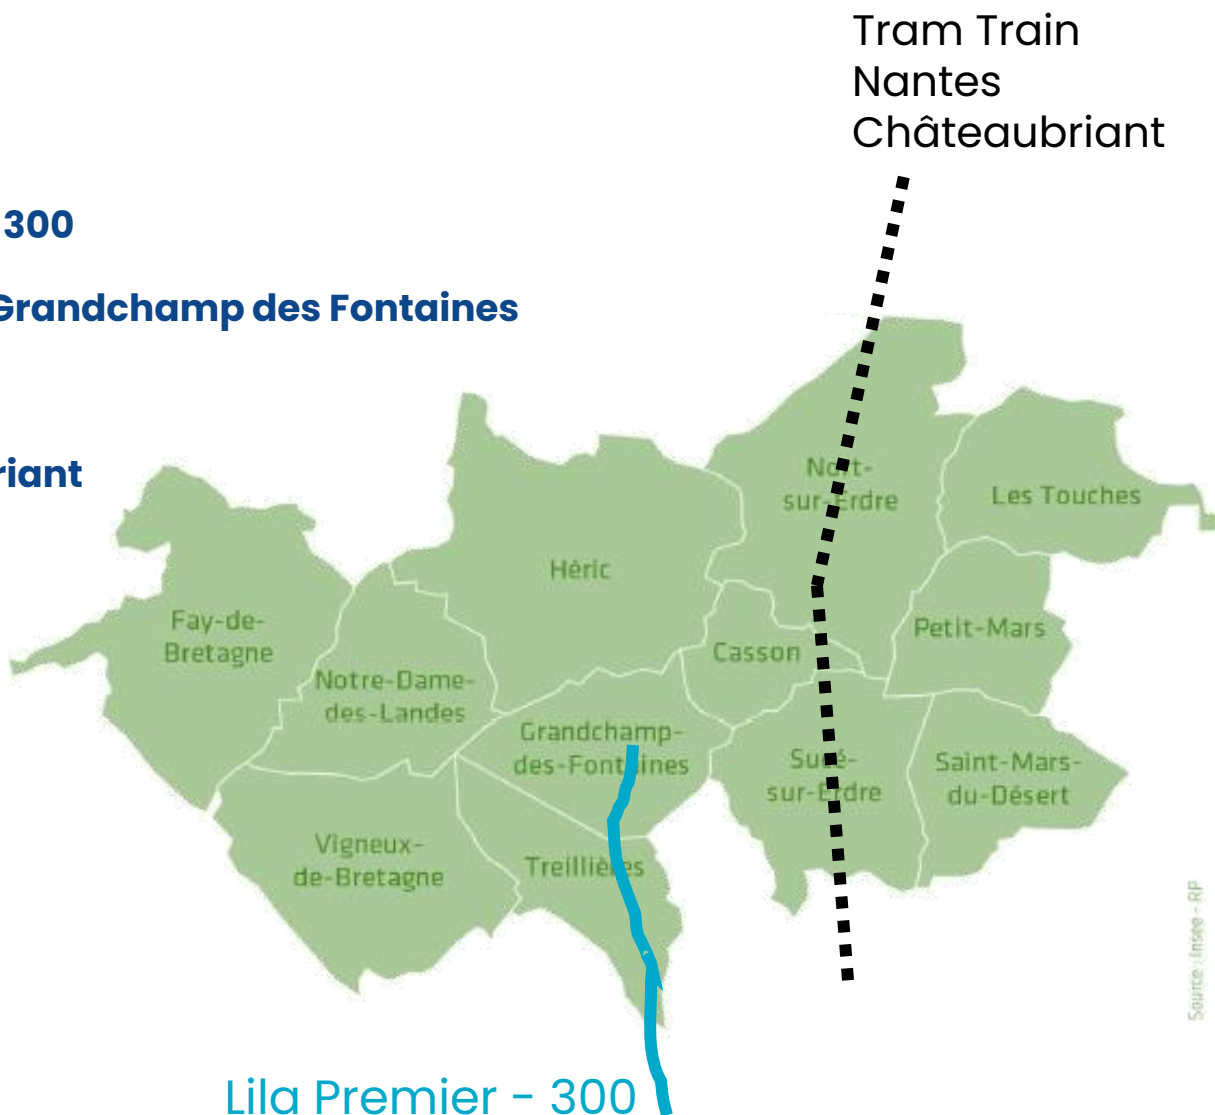 Tram Train
Nantes
Châteaubriant
300
Grandchamp des Fontaines
riant
Nort-
sur-Erdre
Les Touches
Héric
Fay-de-
Bretagne
Petit-Mars
Casson
Notre-Dame-
des-Landes
Grandchamp-
des-Fontaines
Sucé-
sur-Erdre
Saint-Mars-
du-Désert
Vigneux-
de-Bretagne
Treillières
Source : Insee - RP
Lila Premier - 300